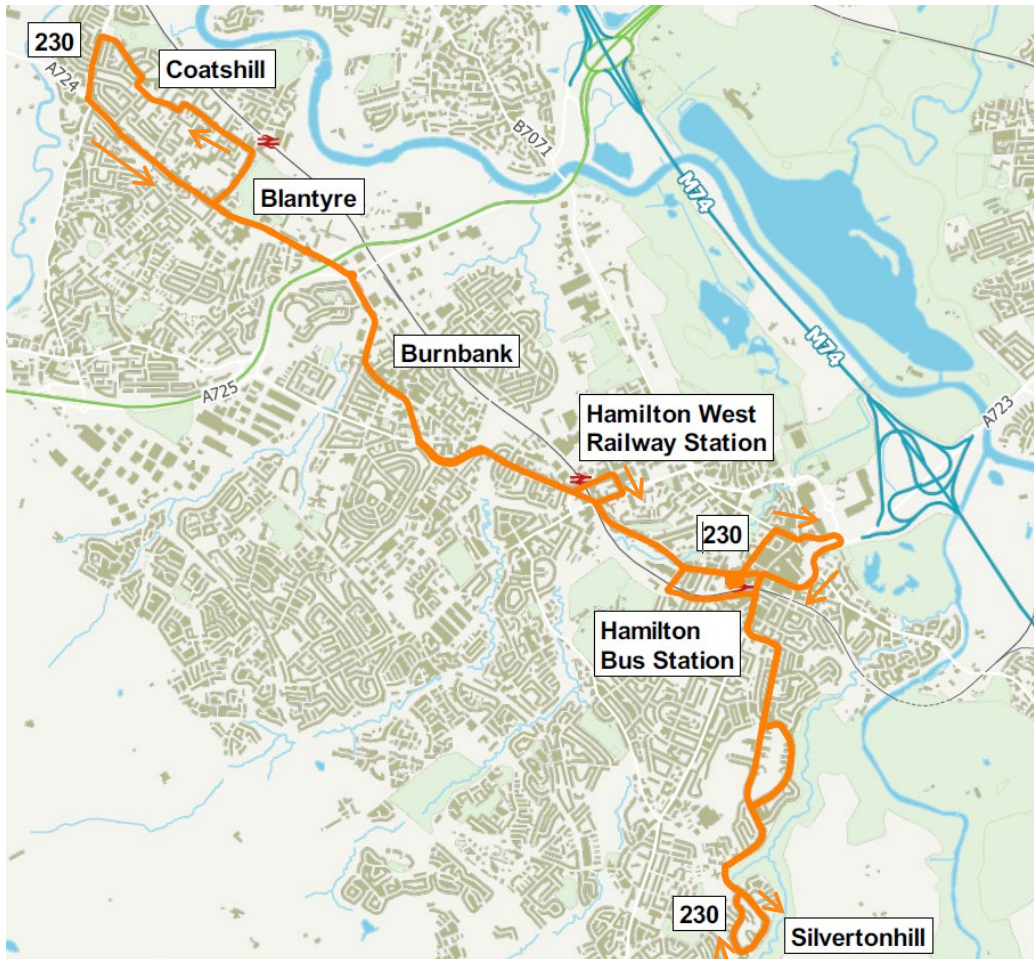 230
Coatshill
A724
B7071
M74
Blantyre
M74
Burnbank
A725
A723
Hamilton West
Railway Station
230
Hamilton
Bus Station
230
Silvertonhill